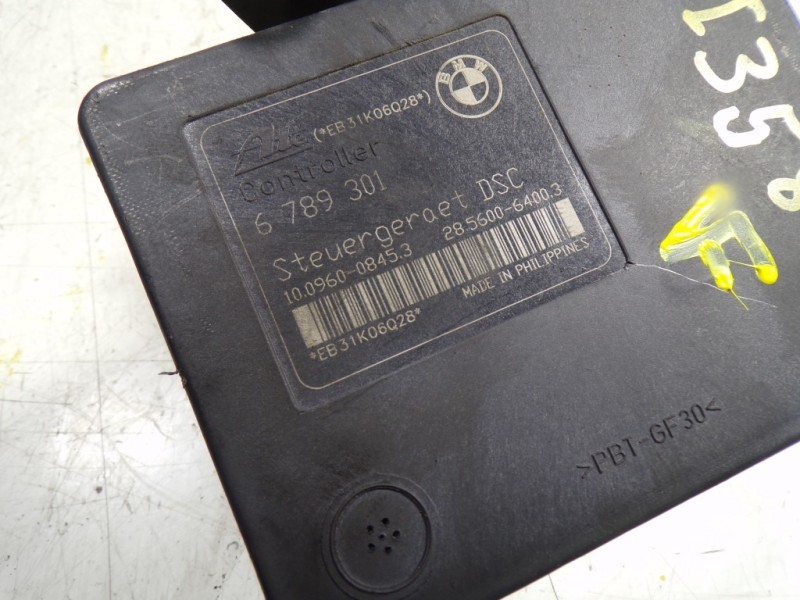 Ate (*EB31K06Q28*) BMW
Controller
6 789 301
Steuergeraet DSC
10.0960-0845.3 28.5600-6400.3
*EB31K06Q28* MADE IN PHILIPPINES
>PBT-GF30<